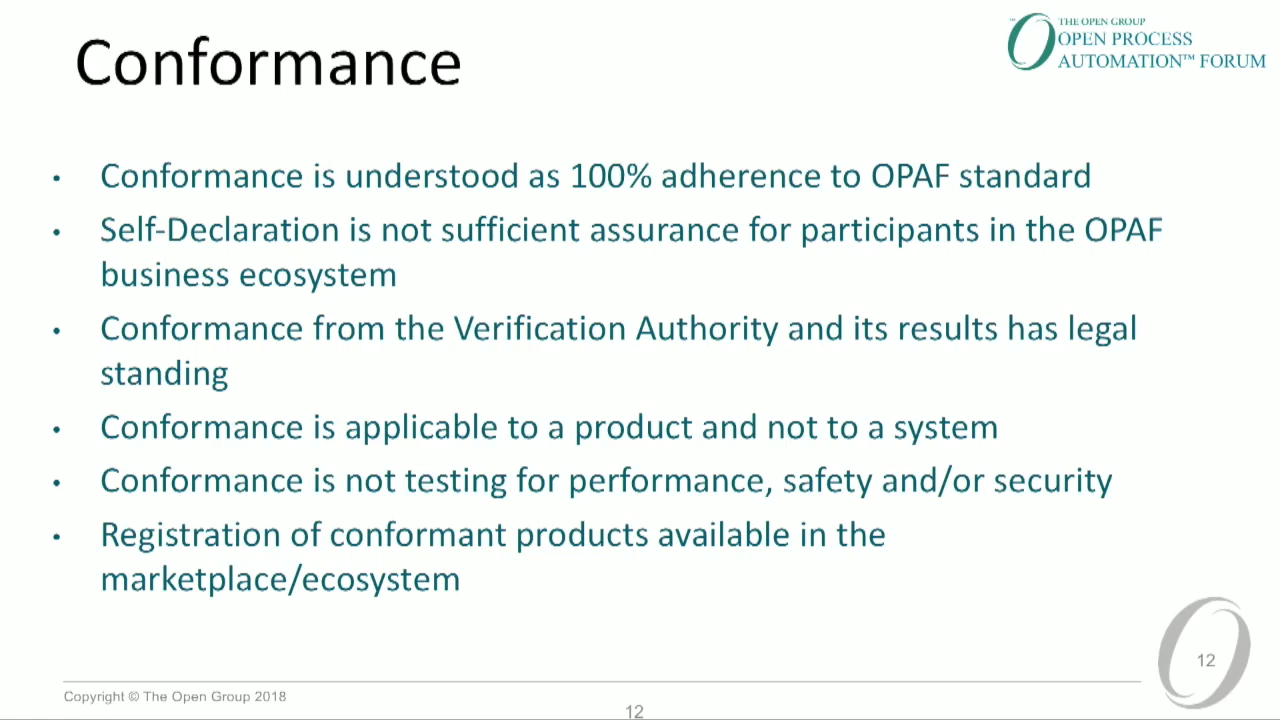 Conformance
THE OPEN GROUP
OPEN PROCESS
AUTOMATION™ FORUM
• Conformance is understood as 100% adherence to OPAF standard
• Self-Declaration is not sufficient assurance for participants in the OPAF
business ecosystem
• Conformance from the Verification Authority and its results has legal
standing
• Conformance is applicable to a product and not to a system
• Conformance is not testing for performance, safety and/or security
• Registration of conformant products available in the
marketplace/ecosystem
12
Copyright © The Open Group 2018
12